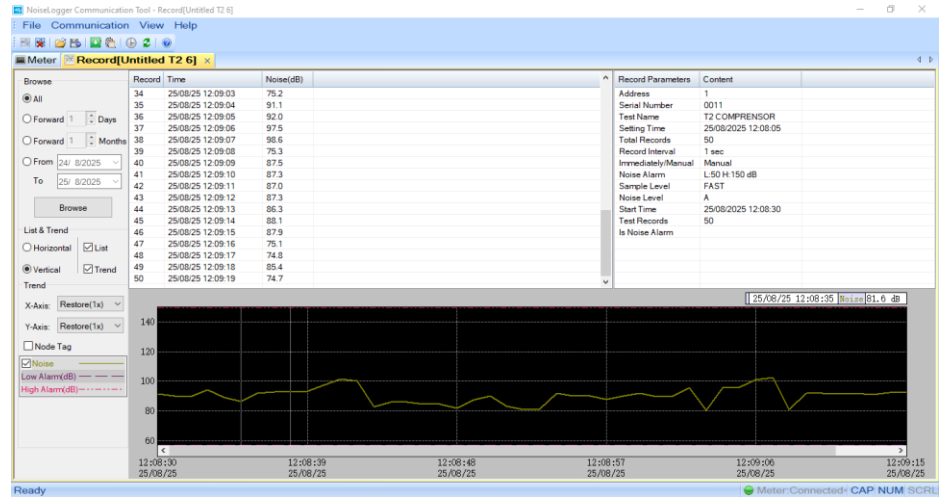 NoiseLogger Communication Tool - Record[Untitled T2 6]
File Communication View Help
Meter Record[Untitled T2 6] ×
Browse
All
Forward 1 Days
Forward 1 Months
From 24/ 8/2025
To 25/ 8/2025
Browse
List & Trend
Horizontal List
Vertical Trend
Trend
X-Axis: Restore(1x)
Y-Axis: Restore(1x)
Node Tag
Noise
Low Alarm(dB)
High Alarm(dB)
Record Time Noise(dB)
34 25/08/25 12:09:03 75.2
35 25/08/25 12:09:04 91.1
36 25/08/25 12:09:05 92.0
37 25/08/25 12:09:06 97.5
38 25/08/25 12:09:07 98.6
39 25/08/25 12:09:08 75.3
40 25/08/25 12:09:09 87.5
41 25/08/25 12:09:10 87.3
42 25/08/25 12:09:11 87.0
43 25/08/25 12:09:12 87.3
44 25/08/25 12:09:13 86.3
45 25/08/25 12:09:14 88.1
46 25/08/25 12:09:15 87.9
47 25/08/25 12:09:16 75.1
48 25/08/25 12:09:17 74.8
49 25/08/25 12:09:18 85.4
50 25/08/25 12:09:19 74.7
Record Parameters Content
Address 1
Serial Number 0011
Test Name T2 COMPRENSOR
Setting Time 25/08/2025 12:08:05
Total Records 50
Record Interval 1 sec
Immediately/Manual Manual
Noise Alarm L:50 H:150 dB
Sample Level FAST
Noise Level A
Start Time 25/08/2025 12:08:30
Test Records 50
Is Noise Alarm
25/08/25 12:08:35 Noise 81.6 dB
140
120
100
80
60
12:08:30 12:08:39 12:08:48 12:08:57 12:09:06 12:09:15
25/08/25 25/08/25 25/08/25 25/08/25 25/08/25 25/08/25
Ready
Meter:Connected CAP NUM SCRL